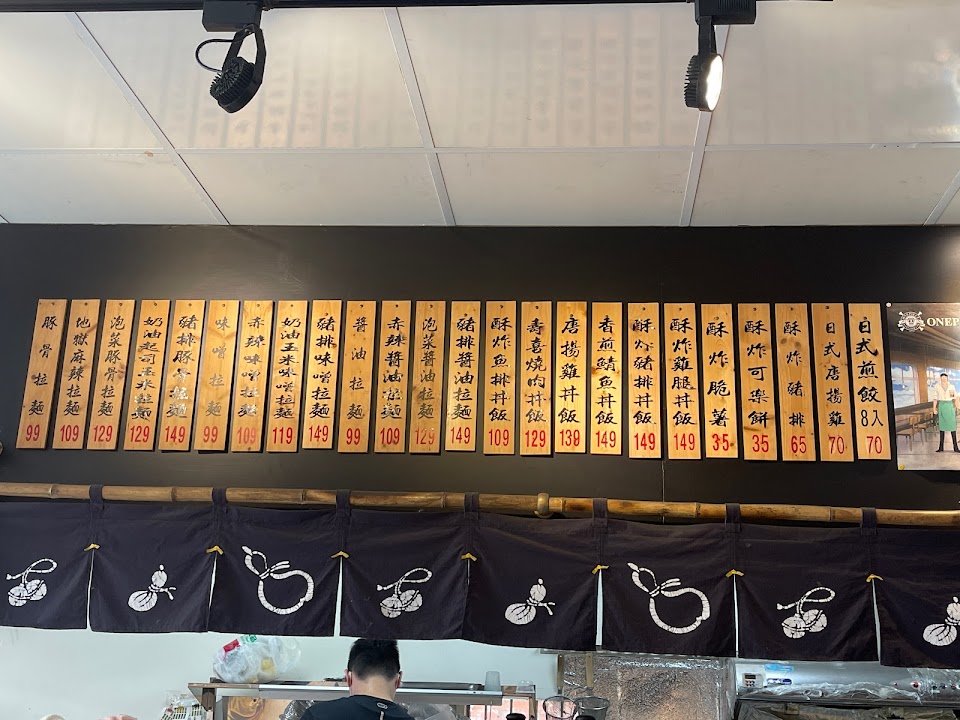 豚骨拉麵 99
地獄麻辣拉麵 109
泡菜豚骨拉麵 129
奶油起司玉米拉麵 129
豬排豚骨拉麵 149
味噌拉麵 99
赤辣味噌拉麵 109
奶油玉米味噌拉麵 119
豬排味噌拉麵 149
醬油拉麵 99
赤辣醬油拉麵 109
泡菜醬油拉麵 129
豬排醬油拉麵 149
酥炸魚排丼飯 109
壽喜燒肉丼飯 129
唐揚雞丼飯 139
香煎鯖魚丼飯 149
酥炸豬排丼飯 149
酥炸雞腿丼飯 149
酥炸脆薯 35
酥炸可樂餅 35
酥炸豬排 65
日式唐揚雞 70
日式煎餃8入 70
ONEP